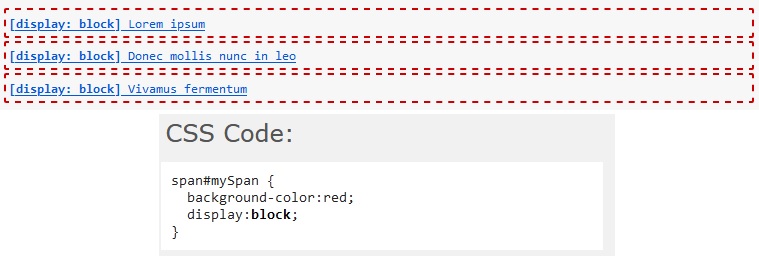 [display: block] Lorem ipsum
[display: block] Donec mollis nunc in leo
[display: block] Vivamus fermentum
CSS Code:
span#mySpan {
  background-color:red;
  display:block;
}